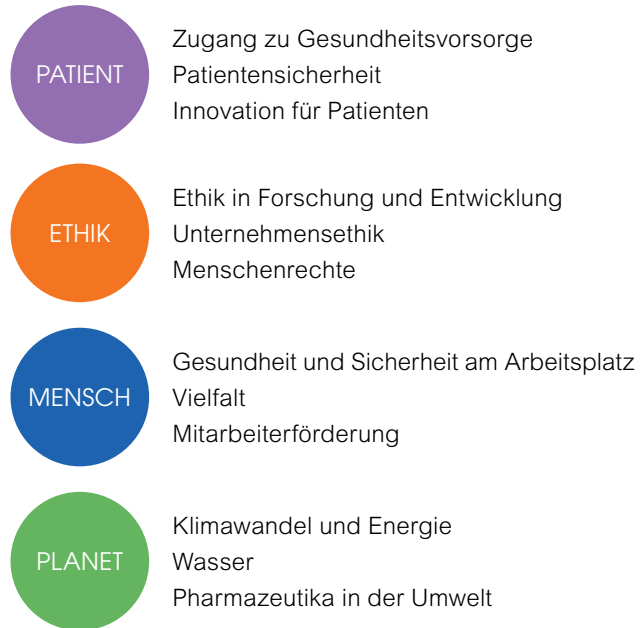 PATIENT
Zugang zu Gesundheitsvorsorge
Patientensicherheit
Innovation für Patienten
ETHIK
Ethik in Forschung und Entwicklung
Unternehmensethik
Menschenrechte
MENSCH
Gesundheit und Sicherheit am Arbeitsplatz
Vielfalt
Mitarbeiterförderung
PLANET
Klimawandel und Energie
Wasser
Pharmazeutika in der Umwelt